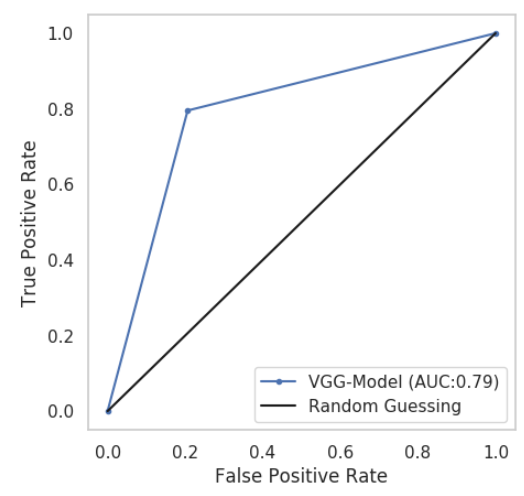 1.0
0.8
0.6
0.4
0.2
0.0
True Positive Rate
VGG-Model (AUC:0.79)
Random Guessing
0.0 0.2 0.4 0.6 0.8 1.0
False Positive Rate